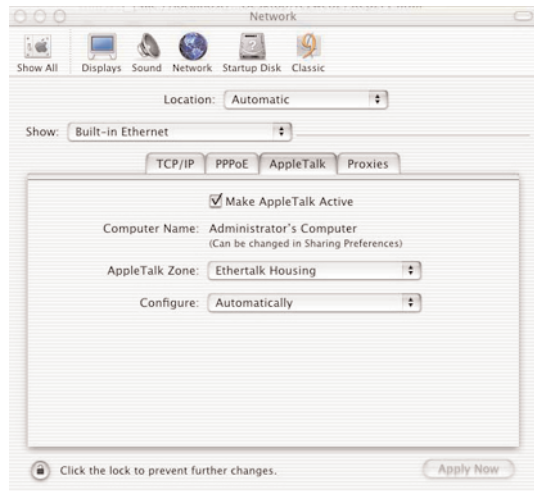 Network
Show All Displays Sound Network Startup Disk Classic
Location: Automatic
Show: Built-in Ethernet
TCP/IP PPPoE AppleTalk Proxies
Make AppleTalk Active
Computer Name: Administrator's Computer
(Can be changed in Sharing Preferences)
AppleTalk Zone: Ethertalk Housing
Configure: Automatically
Click the lock to prevent further changes.
Apply Now